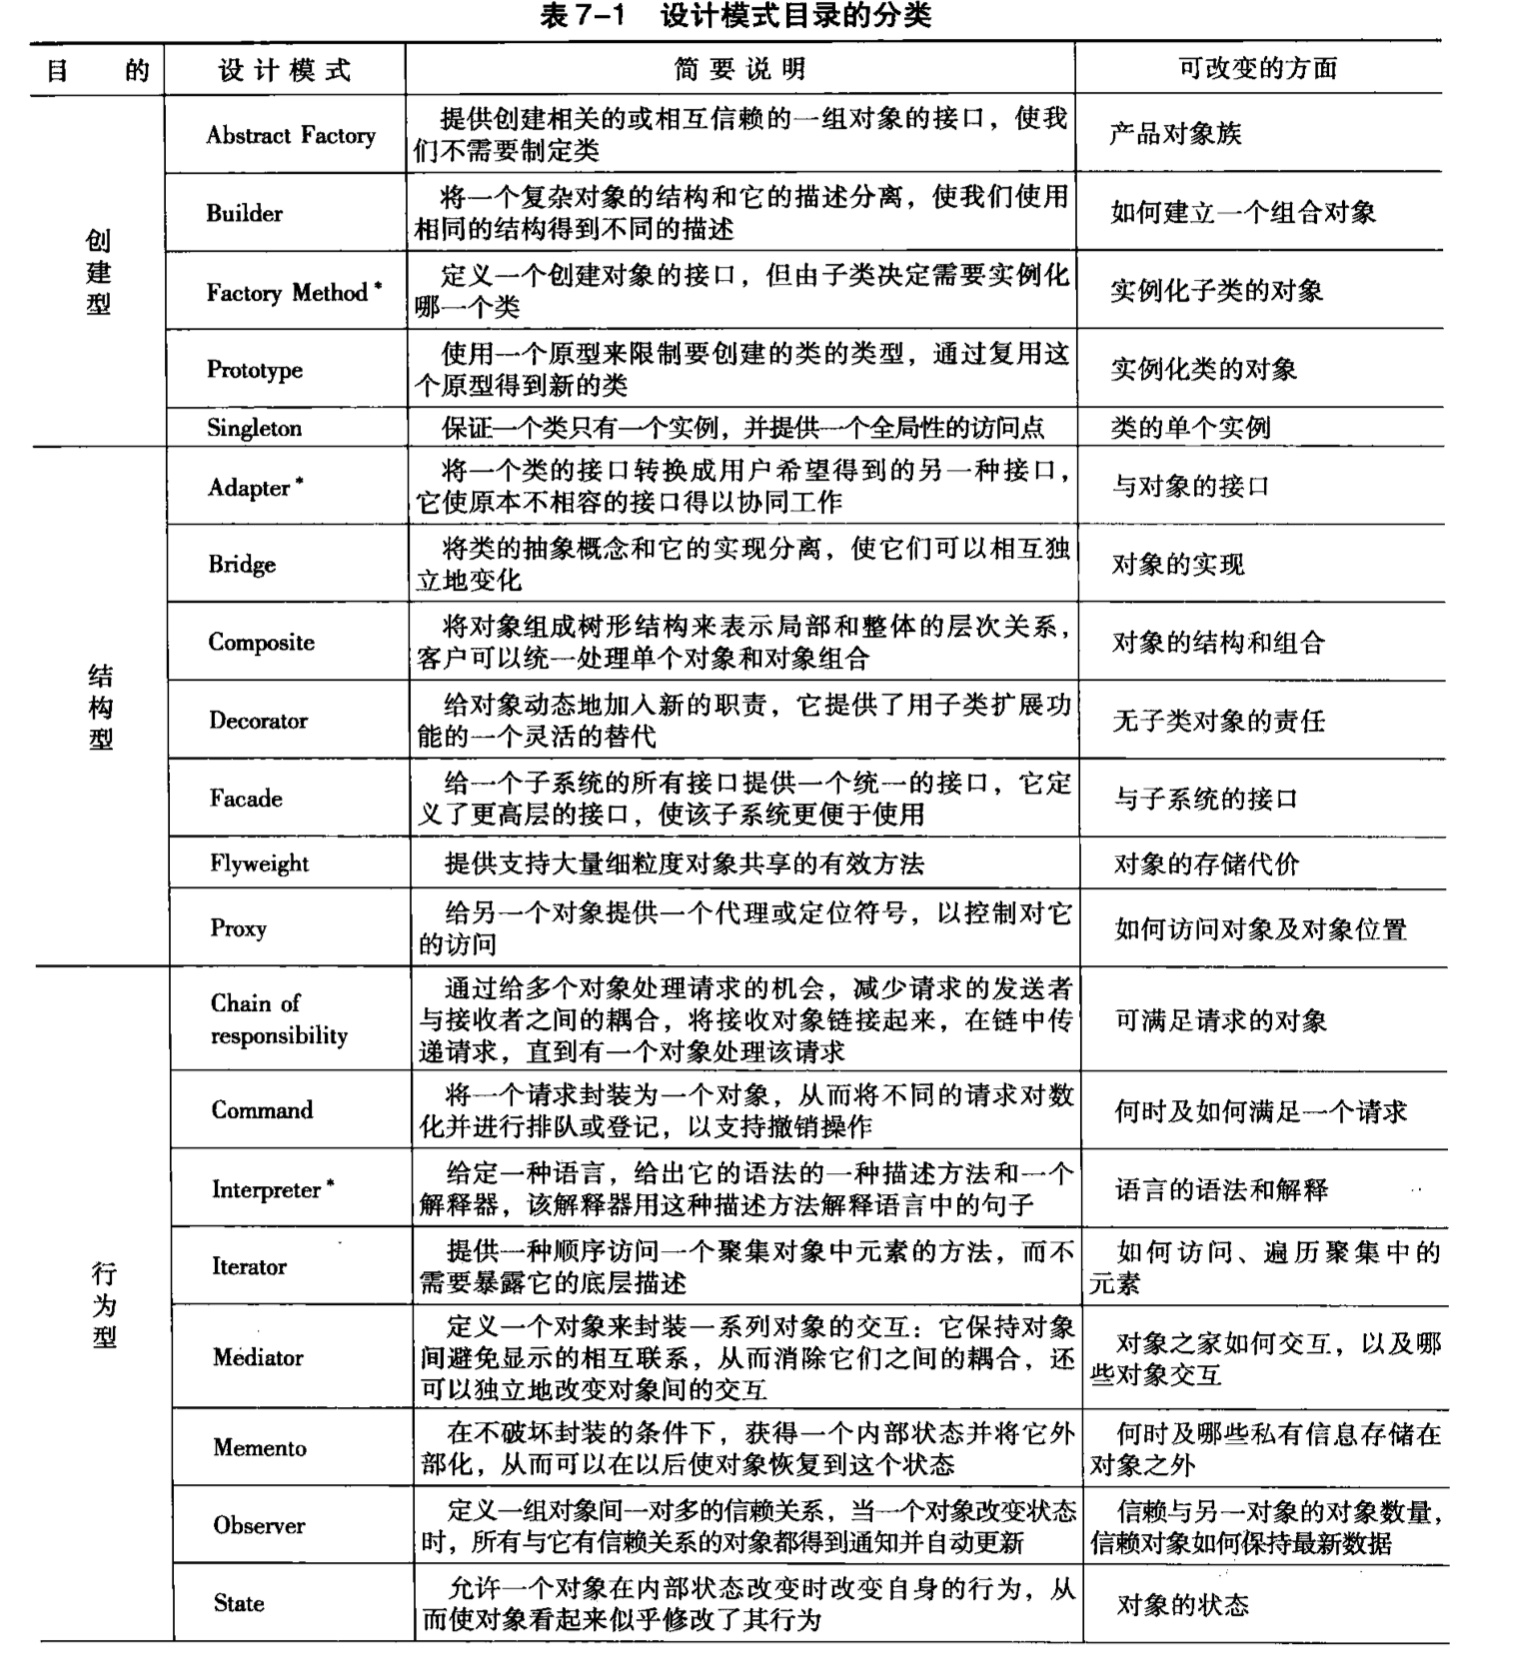 表7-1 设计模式目录的分类
目 的 设计模式 简要说明 可改变的方面
创建型
Abstract Factory
提供创建相关的或相互信赖的一组对象的接口，使我
们不需要制定类
产品对象族
Builder
将一个复杂对象的结构和它的描述分离，使我们使用
相同的结构得到不同的描述
如何建立一个组合对象
Factory Method*
定义一个创建对象的接口，但由子类决定需要实例化
哪一个类
实例化子类的对象
Prototype
使用一个原型来限制要创建的类的类型，通过复用这
个原型得到新的类
实例化类的对象
Singleton
保证一个类只有一个实例，并提供一个全局性的访问点
类的单个实例
结构型
Adapter*
将一个类的接口转换成用户希望得到的另一种接口，
它使原本不相容的接口得以协同工作
与对象的接口
Bridge
将类的抽象概念和它的实现分离，使它们可以相互独
立地变化
对象的实现
Composite
将对象组成树形结构来表示局部和整体的层次关系，
客户可以统一处理单个对象和对象组合
对象的结构和组合
Decorator
给对象动态地加入新的职责，它提供了用子类扩展功
能的一个灵活的替代
无子类对象的责任
Facade
给一个子系统的所有接口提供一个统一的接口，它定
义了更高层的接口，使该子系统更便于使用
与子系统的接口
Flyweight
提供支持大量细粒度对象共享的有效方法
对象的存储代价
Proxy
给另一个对象提供一个代理或定位符号，以控制对它
的访问
如何访问对象及对象位置
行为型
Chain of
responsibility
通过给多个对象处理请求的机会，减少请求的发送者
与接收者之间的耦合，将接收对象链接起来，在链中传
递请求，直到有一个对象处理该请求
可满足请求的对象
Command
将一个请求封装为一个对象，从而将不同的请求对数
化并进行排队或登记，以支持撤销操作
何时及如何满足一个请求
Interpreter*
给定一种语言，给出它的语法的一种描述方法和一个
解释器，该解释器用这种描述方法解释语言中的句子
语言的语法和解释
Iterator
提供一种顺序访问一个聚集对象中元素的方法，而不
需要暴露它的底层描述
如何访问、遍历聚集中的
元素
Mediator
定义一个对象来封装一系列对象的交互：它保持对象
间避免显示的相互联系，从而消除它们之间的耦合，还
可以独立地改变对象间的交互
对象之家如何交互，以及哪
些对象交互
Memento
在不破坏封装的条件下，获得一个内部状态并将它外
部化，从而可以在以后使对象恢复到这个状态
何时及哪些私有信息存储在
对象之外
Observer
定义一组对象间一对多的信赖关系，当一个对象改变状态
时，所有与它有信赖关系的对象都得到通知并自动更新
信赖与另一对象的对象数量，
信赖对象如何保持最新数据
State
允许一个对象在内部状态改变时改变自身的行为，从
而使对象看起来似乎修改了其行为
对象的状态